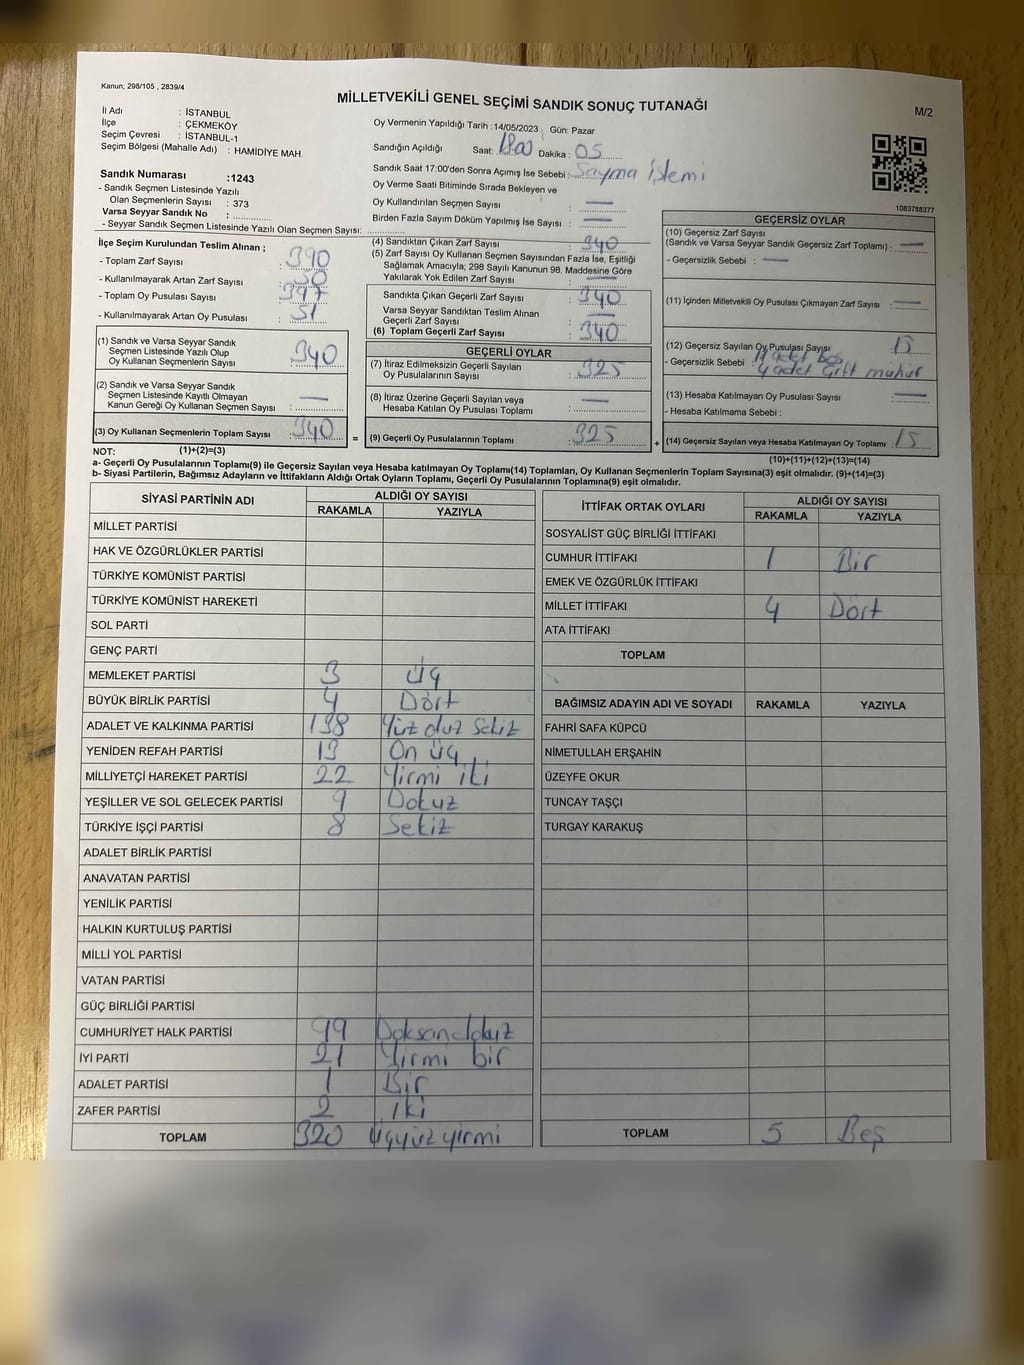 Kanun; 298/105 , 2839/4
MİLLETVEKİLİ GENEL SEÇİMİ SANDIK SONUÇ TUTANAĞI
M/2
İl Adı : İSTANBUL
İlçe : ÇEKMEKÖY
Seçim Çevresi : İSTANBUL-1
Seçim Bölgesi (Mahalle Adı) : HAMİDİYE MAH.
Sandık Numarası :1243
- Sandık Seçmen Listesinde Yazılı
Olan Seçmenlerin Sayısı : 373
Varsa Seyyar Sandık No :
- Seyyar Sandık Seçmen Listesinde Yazılı Olan Seçmen Sayısı:
Oy Vermenin Yapıldığı Tarih :14/05/2023 Gün: Pazar
Sandığın Açıldığı Saat: 18:00 Dakika : 05
Sandık Saat 17:00'den Sonra Açımış İse Sebebi : Sayma işlemi
Oy Verme Saati Bitiminde Sırada Bekleyen ve
Oy Kullandırılan Seçmen Sayısı : —
Birden Fazla Sayım Döküm Yapılmış İse Sayısı : —
1083788377
İlçe Seçim Kurulundan Teslim Alınan ;
- Toplam Zarf Sayısı : 390
- Kullanılmayarak Artan Zarf Sayısı : 50
- Toplam Oy Pusulası Sayısı : 397
- Kullanılmayarak Artan Oy Pusulası : 51
(4) Sandıktan Çıkan Zarf Sayısı : 340
(5) Zarf Sayısı Oy Kullanan Seçmen Sayısından Fazla İse, Eşitliği
Sağlamak Amacıyla; 298 Sayılı Kanunun 98. Maddesine Göre
Yakılarak Yok Edilen Zarf Sayısı : —
Sandıkta Çıkan Geçerli Zarf Sayısı : 340
Varsa Seyyar Sandıktan Teslim Alınan
Geçerli Zarf Sayısı : —
(6) Toplam Geçerli Zarf Sayısı : 340
GEÇERSİZ OYLAR
(10) Geçersiz Zarf Sayısı
(Sandık ve Varsa Seyyar Sandık Geçersiz Zarf Toplamı) : —
- Geçersizlik Sebebi : —
(11) İçinden Milletvekili Oy Pusulası Çıkmayan Zarf Sayısı : —
(12) Geçersiz Sayılan Oy Pusulası Sayısı : 15
- Geçersizlik Sebebi : 11 adet boş
4 adet çift mühür
(13) Hesaba Katılmayan Oy Pusulası Sayısı : —
- Hesaba Katılmama Sebebi :
(1) Sandık ve Varsa Seyyar Sandık
Seçmen Listesinde Yazılı Olup
Oy Kullanan Seçmenlerin Sayısı : 340
(2) Sandık ve Varsa Seyyar Sandık
Seçmen Listesinde Kayıtlı Olmayan
Kanun Gereği Oy Kullanan Seçmen Sayısı : —
GEÇERLİ OYLAR
(7) İtiraz Edilmeksizin Geçerli Sayılan
Oy Pusulalarının Sayısı : 325
(8) İtiraz Üzerine Geçerli Sayılan veya
Hesaba Katılan Oy Pusulası Toplamı : —
(3) Oy Kullanan Seçmenlerin Toplam Sayısı : 340 = (9) Geçerli Oy Pusulalarının Toplamı : 325 + (14) Geçersiz Sayılan veya Hesaba Katılmayan Oy Toplamı : 15
NOT: (1)+(2)=(3) (10)+(11)+(12)+(13)=(14)
a- Geçerli Oy Pusulalarının Toplamı(9) ile Geçersiz Sayılan veya Hesaba katılmayan Oy Toplamı(14) Toplamları, Oy Kullanan Seçmenlerin Toplam Sayısına(3) eşit olmalıdır. (9)+(14)=(3)
b- Siyasi Partilerin, Bağımsız Adayların ve İttifakların Aldığı Ortak Oyların Toplamı, Geçerli Oy Pusulalarının Toplamına(9) eşit olmalıdır.
SİYASİ PARTİNİN ADI ALDIĞI OY SAYISI
RAKAMLA YAZIYLA
MİLLET PARTİSİ
HAK VE ÖZGÜRLÜKLER PARTİSİ
TÜRKİYE KOMÜNİST PARTİSİ
TÜRKİYE KOMÜNİST HAREKETİ
SOL PARTİ
GENÇ PARTİ
MEMLEKET PARTİSİ 3 Üç
BÜYÜK BİRLİK PARTİSİ 4 Dört
ADALET VE KALKINMA PARTİSİ 138 Yüz otuz sekiz
YENİDEN REFAH PARTİSİ 13 On üç
MİLLİYETÇİ HAREKET PARTİSİ 22 Yirmi iki
YEŞİLLER VE SOL GELECEK PARTİSİ 9 Dokuz
TÜRKİYE İŞÇİ PARTİSİ 8 Sekiz
ADALET BİRLİK PARTİSİ
ANAVATAN PARTİSİ
YENİLİK PARTİSİ
HALKIN KURTULUŞ PARTİSİ
MİLLİ YOL PARTİSİ
VATAN PARTİSİ
GÜÇ BİRLİĞİ PARTİSİ
CUMHURİYET HALK PARTİSİ 99 Doksandokuz
İYİ PARTİ 21 Yirmi bir
ADALET PARTİSİ 1 Bir
ZAFER PARTİSİ 2 iki
TOPLAM 320 Üçyüz yirmi
İTTİFAK ORTAK OYLARI ALDIĞI OY SAYISI
RAKAMLA YAZIYLA
SOSYALİST GÜÇ BİRLİĞİ İTTİFAKI
CUMHUR İTTİFAKI 1 Bir
EMEK VE ÖZGÜRLÜK İTTİFAKI
MİLLET İTTİFAKI 4 Dört
ATA İTTİFAKI
TOPLAM
BAĞIMSIZ ADAYIN ADI VE SOYADI RAKAMLA YAZIYLA
FAHRİ SAFA KÜPCÜ
NİMETULLAH ERŞAHİN
ÜZEYFE OKUR
TUNCAY TAŞÇI
TURGAY KARAKUŞ
TOPLAM 5 Beş